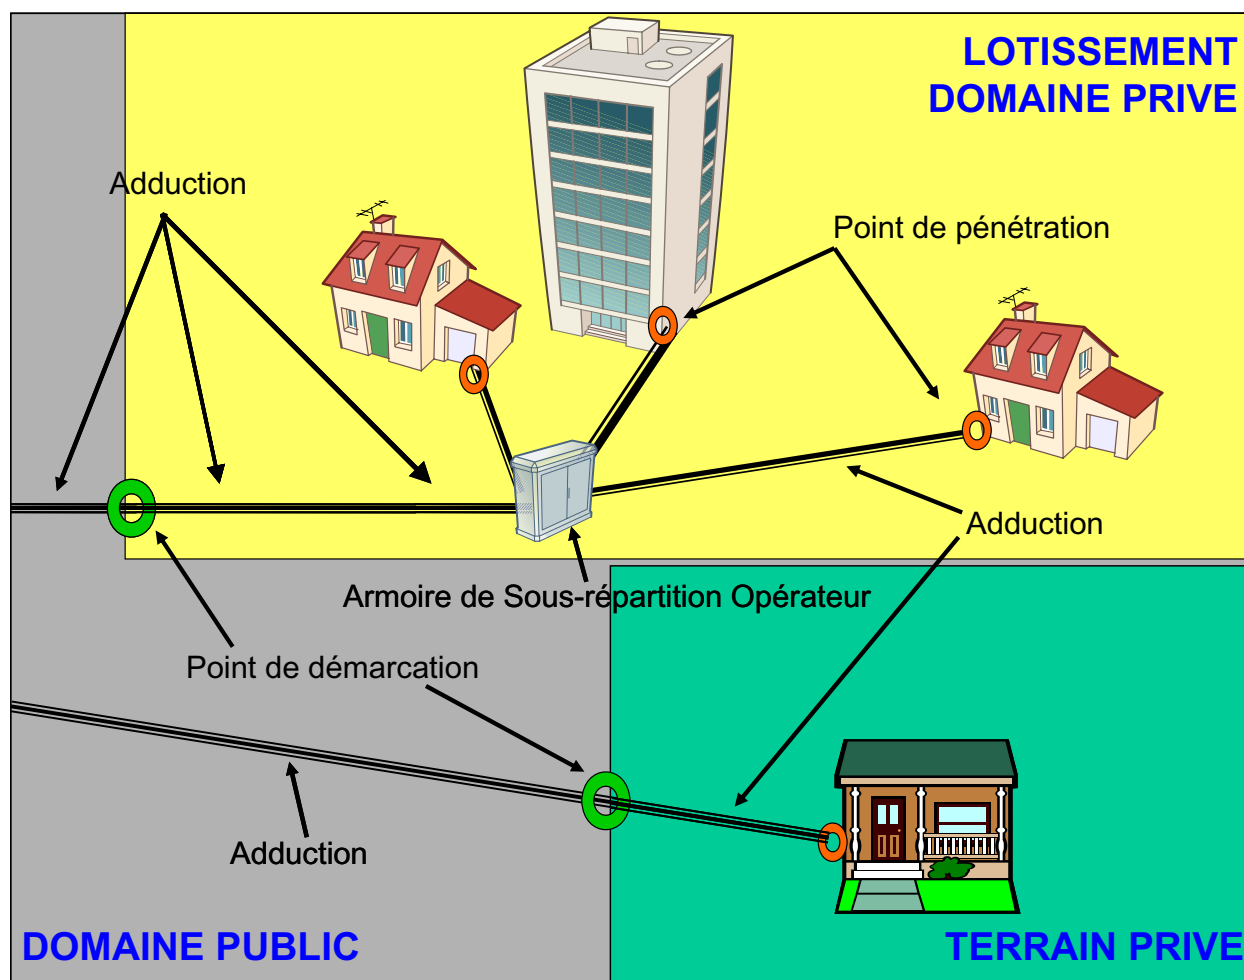 LOTISSEMENT
DOMAINE PRIVE
Adduction
Point de pénétration
Adduction
Armoire de Sous-répartition Opérateur
Point de démarcation
Adduction
DOMAINE PUBLIC
TERRAIN PRIVE